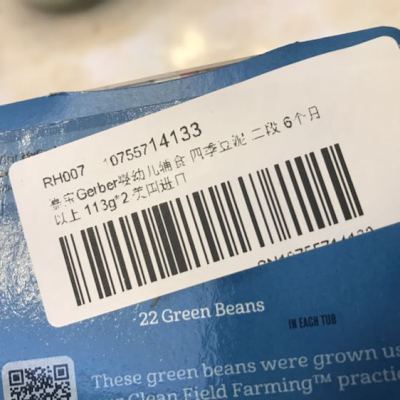 RH007 10755714133
嘉宝Gerber婴幼儿辅食 四季豆泥 二段 6个月
以上 113g*2 美国进口
22 Green Beans
IN EACH TUB
These green beans were grown us
Clean Field Farming™ practic